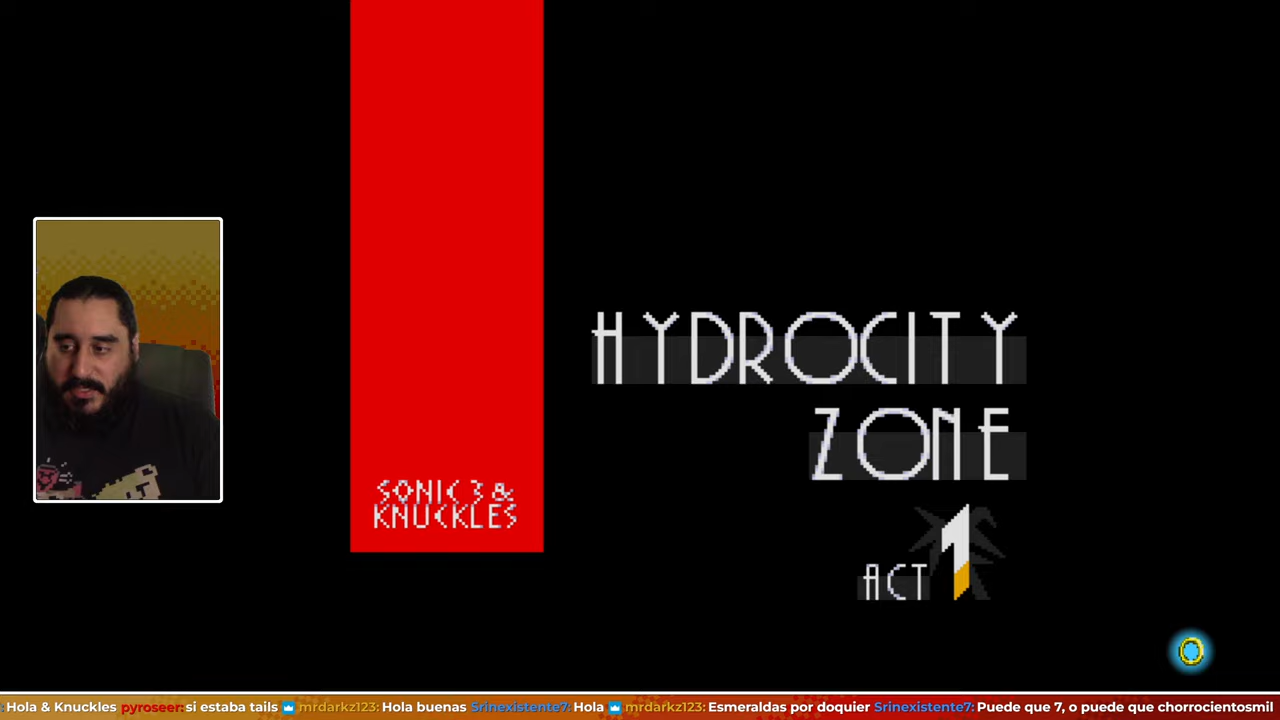 HYDROCITY
ZONE
SONIC 3 &
KNUCKLES
ACT 1
: Hola & Knuckles pyroseer: si estaba tails mrdarkz123: Hola buenas Srinexistente7: Hola mrdarkz123: Esmeraldas por doquier Srinexistente7: Puede que 7, o puede que chorrocientosmil